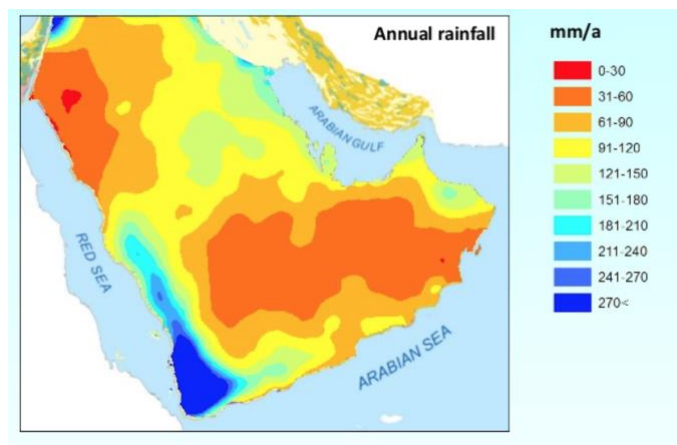 Annual rainfall
mm/a
0-30
31-60
61-90
91-120
121-150
151-180
181-210
211-240
241-270
270<
ARABIAN GULF
RED SEA
ARABIAN SEA